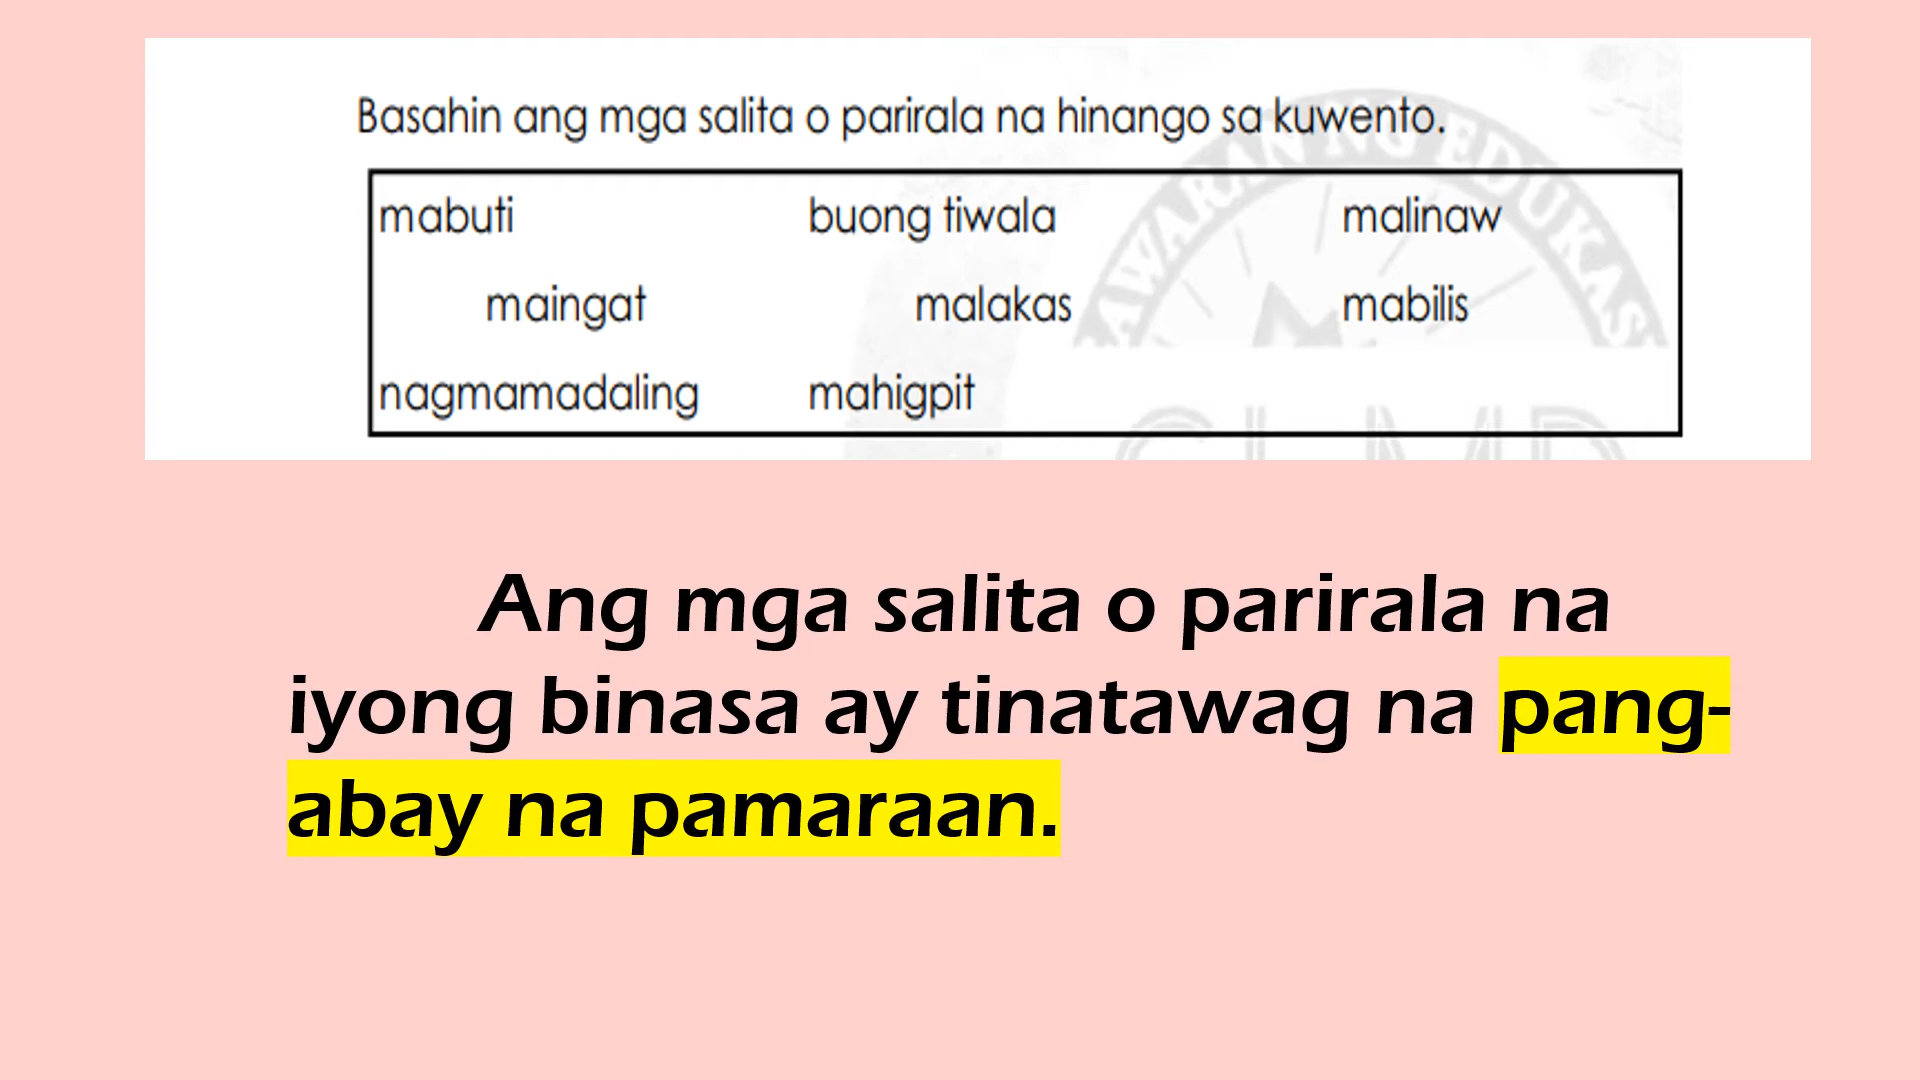 Basahin ang mga salita o parirala na hinango sa kuwento.
mabuti buong tiwala malinaw
maingat malakas mabilis
nagmamadaling mahigpit
Ang mga salita o parirala na
iyong binasa ay tinatawag na pang-
abay na pamaraan.